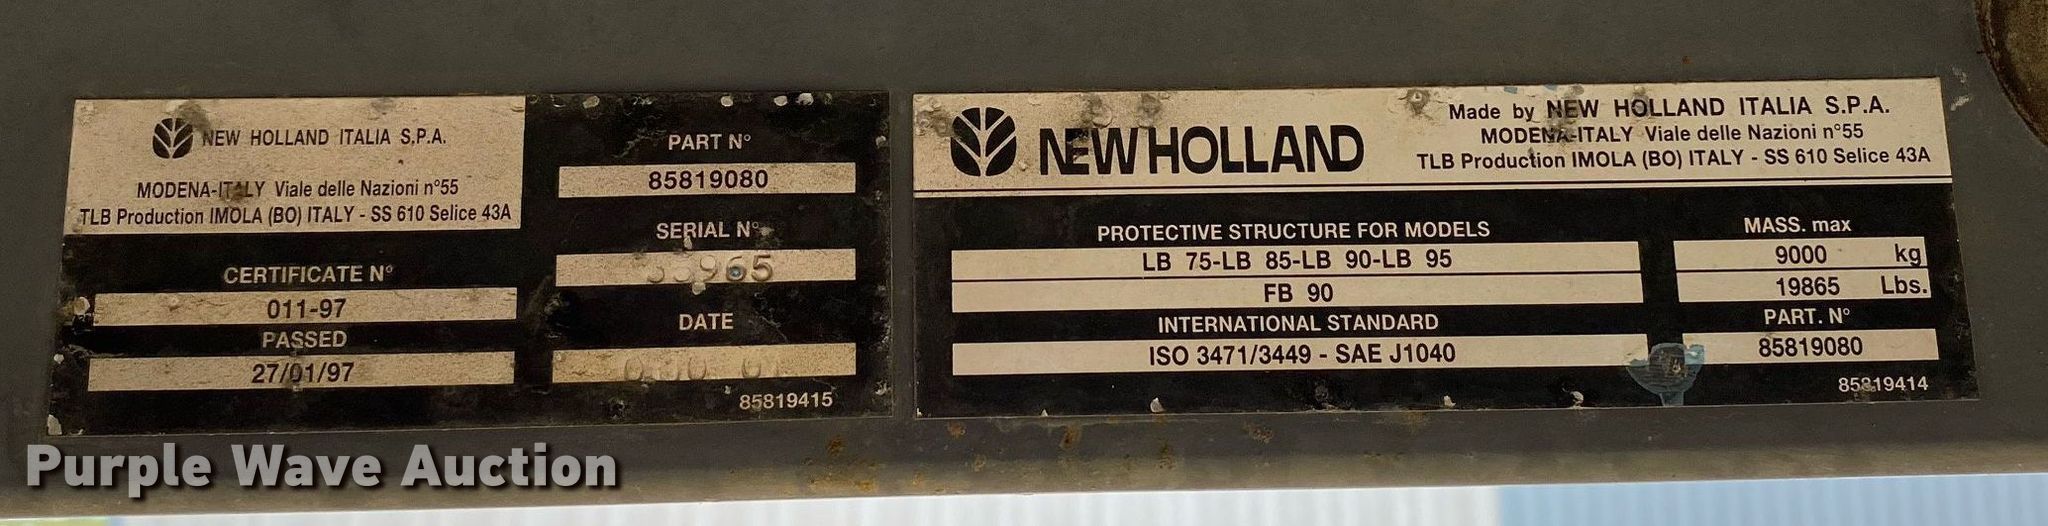 NEW HOLLAND ITALIA S.P.A.
MODENA-ITALY Viale delle Nazioni n°55
TLB Production IMOLA (BO) ITALY - SS 610 Selice 43A
CERTIFICATE N°
011-97
PASSED
27/01/97
PART N°
85819080
SERIAL N°
DATE
85819415
NEW HOLLAND
Made by NEW HOLLAND ITALIA S.P.A.
MODENA-ITALY Viale delle Nazioni n°55
TLB Production IMOLA (BO) ITALY - SS 610 Selice 43A
PROTECTIVE STRUCTURE FOR MODELS
LB 75-LB 85-LB 90-LB 95
FB 90
INTERNATIONAL STANDARD
ISO 3471/3449 - SAE J1040
MASS. max
9000 kg
19865 Lbs.
PART. N°
85819080
85819414
Purple Wave Auction